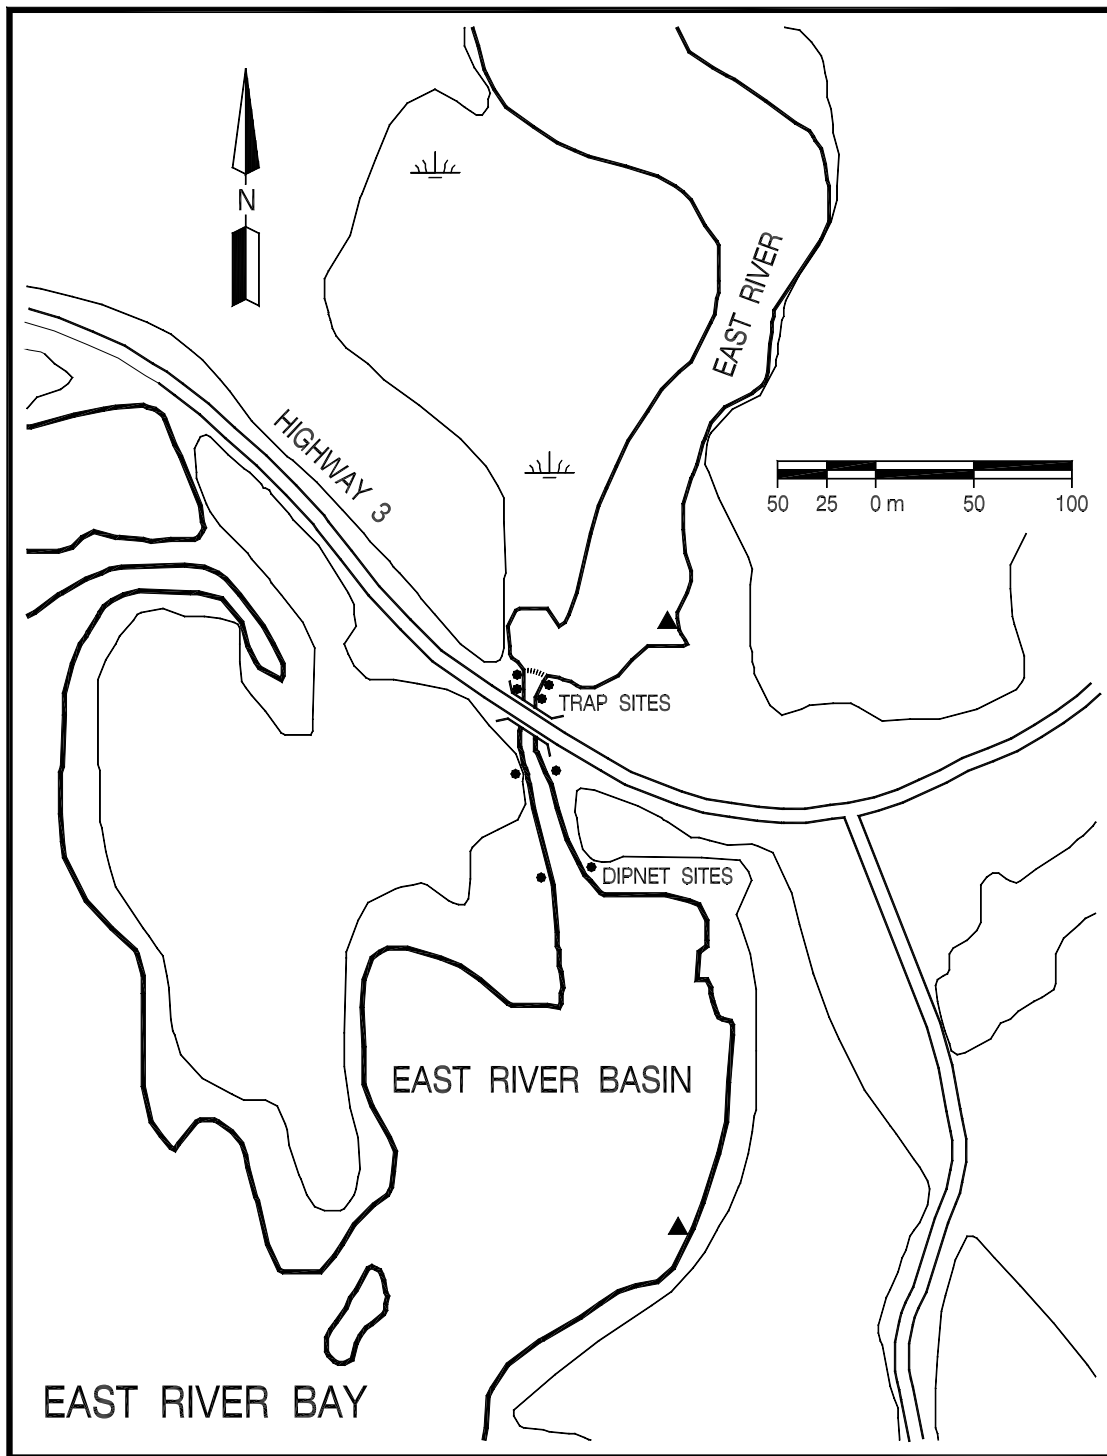 N
EAST RIVER
HIGHWAY 3
50 25 0 m 50 100
TRAP SITES
DIPNET SITES
EAST RIVER BASIN
EAST RIVER BAY